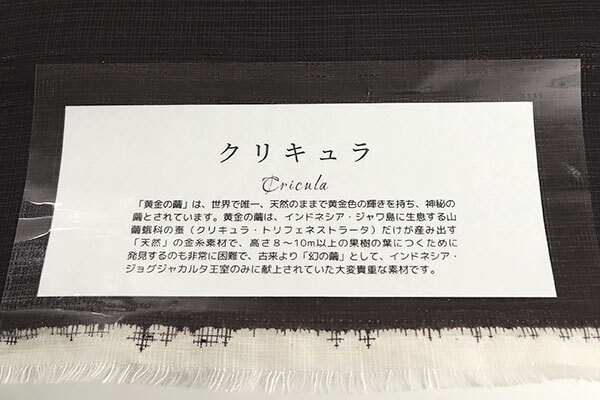 クリキュラ
Cricula
「黄金の繭」は、世界で唯一、天然のままで黄金色の輝きを持ち、神秘の
繭とされています。黄金の繭は、インドネシア・ジャワ島に生息する山
繭蛾科の蚕（クリキュラ・トリフェネストラータ）だけが産み出す
「天然」の金糸素材で、高さ８～10m以上の果樹の葉につくために
発見するのも非常に困難で、古来より「幻の繭」として、インドネシア・
ジョグジャカルタ王室のみに献上されていた大変貴重な素材です。